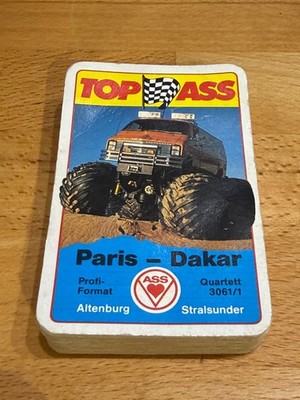 TOP ASS
Paris – Dakar
Profi-
Format
ASS
Quartett
3061/1
Altenburg Stralsunder